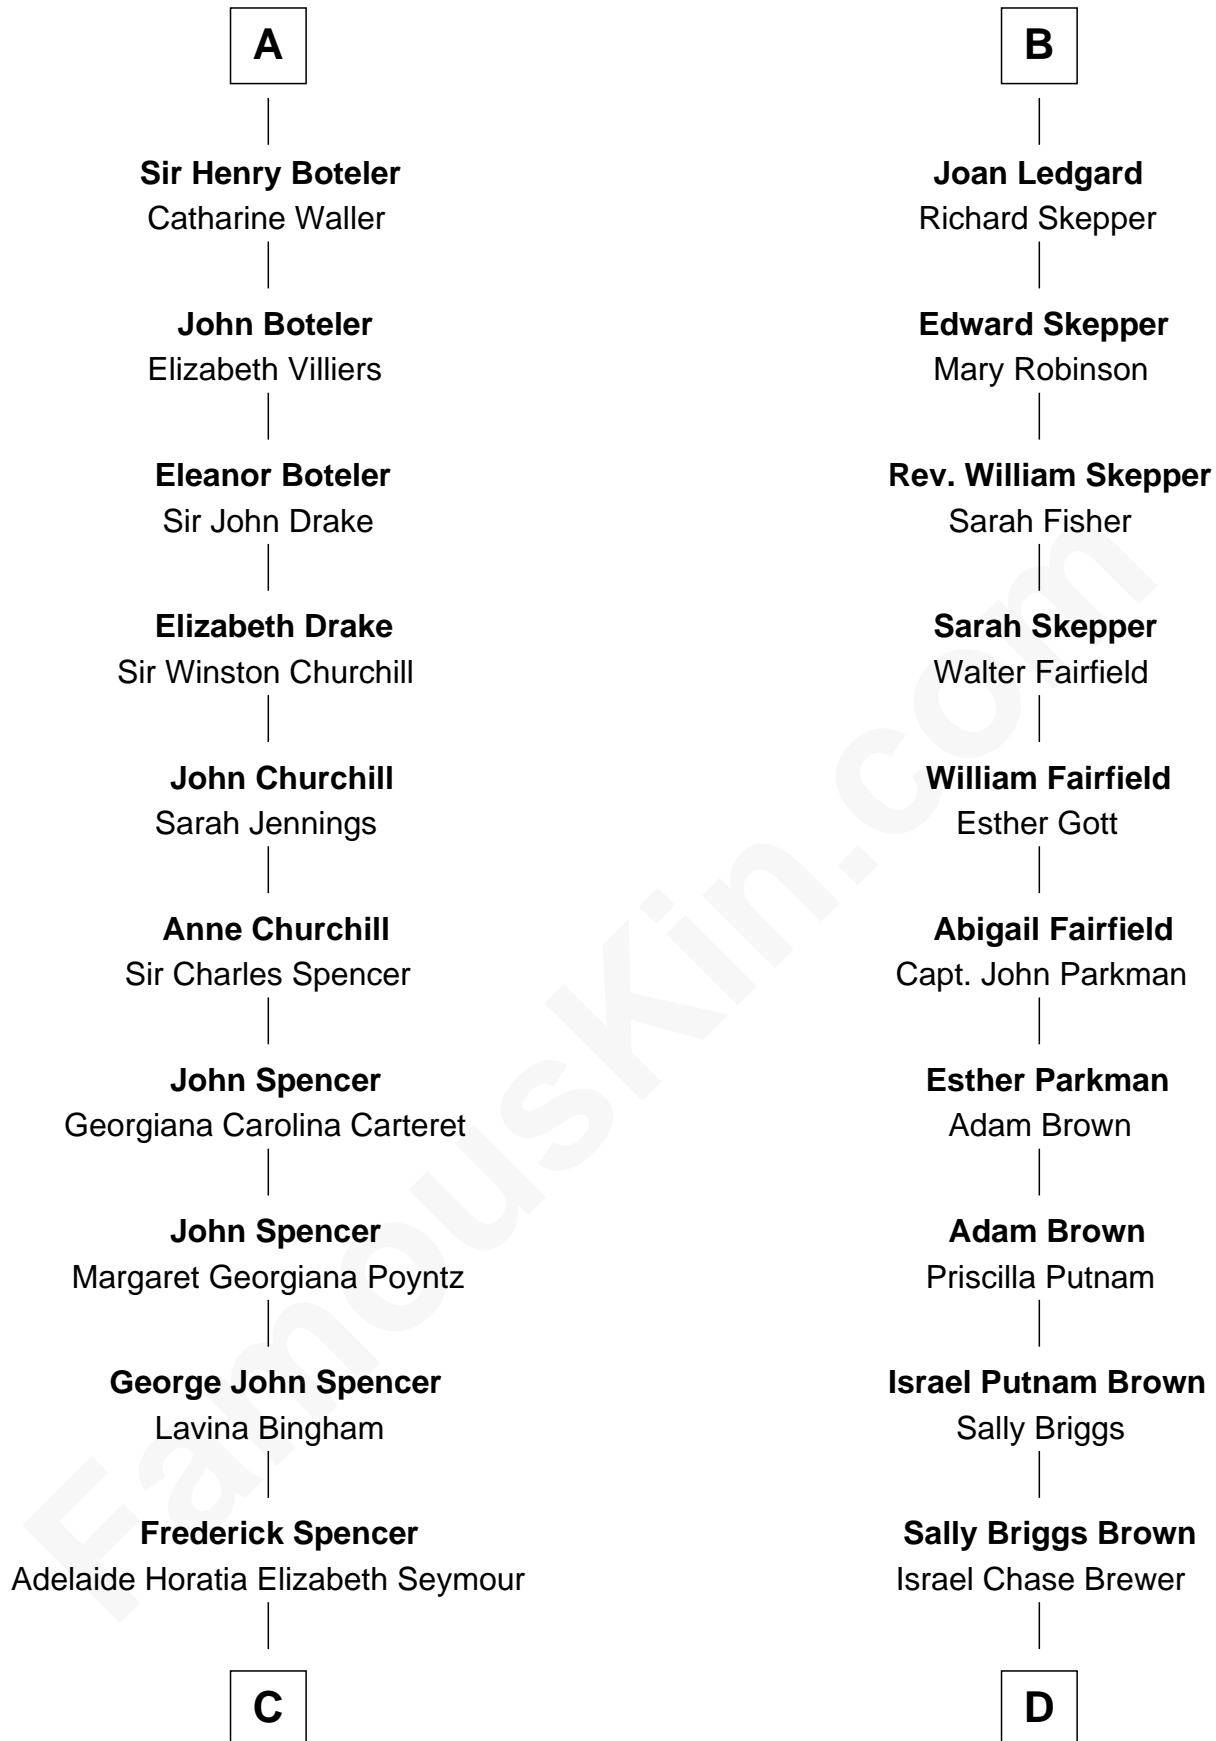 A
Sir Henry Boteler
Catharine Waller
John Boteler
Elizabeth Villiers
Eleanor Boteler
Sir John Drake
Elizabeth Drake
Sir Winston Churchill
John Churchill
Sarah Jennings
Anne Churchill
Sir Charles Spencer
John Spencer
Georgiana Carolina Carteret
John Spencer
Margaret Georgiana Poyntz
George John Spencer
Lavina Bingham
Frederick Spencer
Adelaide Horatia Elizabeth Seymour
C
B
Joan Ledgard
Richard Skepper
Edward Skepper
Mary Robinson
Rev. William Skepper
Sarah Fisher
Sarah Skepper
Walter Fairfield
William Fairfield
Esther Gott
Abigail Fairfield
Capt. John Parkman
Esther Parkman
Adam Brown
Adam Brown
Priscilla Putnam
Israel Putnam Brown
Sally Briggs
Sally Briggs Brown
Israel Chase Brewer
D
FamousKin.com